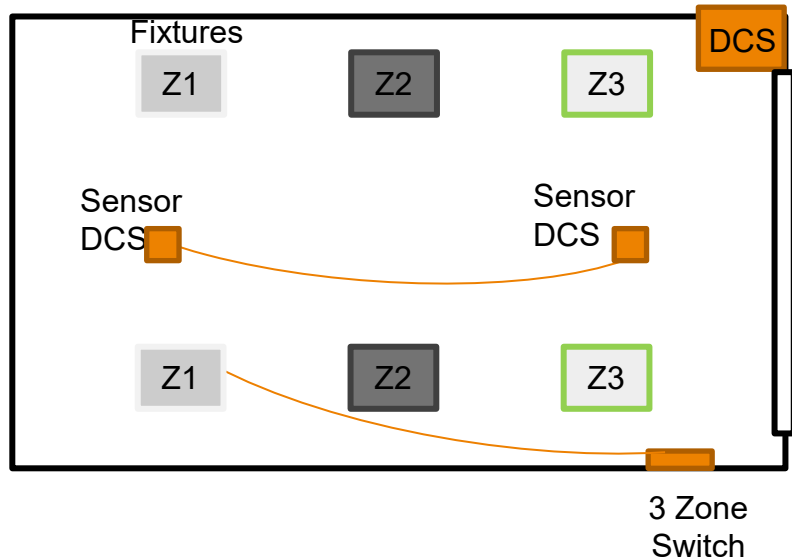 Fixtures
DCS
Z1
Z2
Z3
Sensor
DCS
Sensor
DCS
Z1
Z2
Z3
3 Zone
Switch